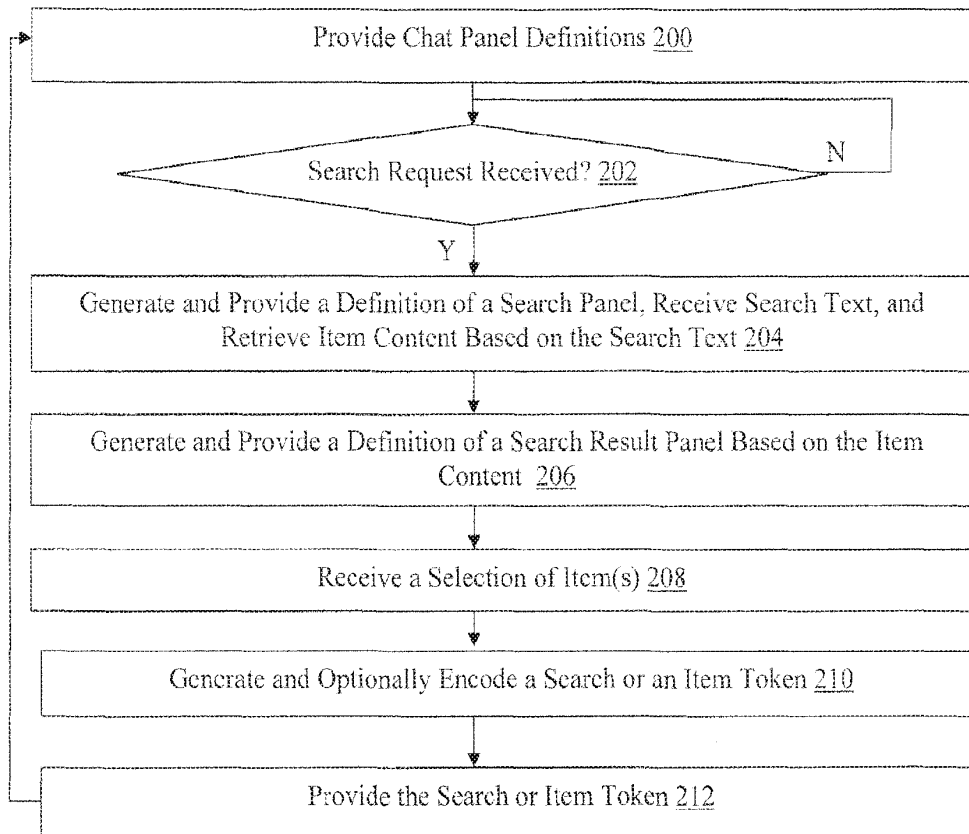 Provide Chat Panel Definitions 200
Search Request Received? 202
N
Y
Generate and Provide a Definition of a Search Panel, Receive Search Text, and
Retrieve Item Content Based on the Search Text 204
Generate and Provide a Definition of a Search Result Panel Based on the Item
Content 206
Receive a Selection of Item(s) 208
Generate and Optionally Encode a Search or an Item Token 210
Provide the Search or Item Token 212